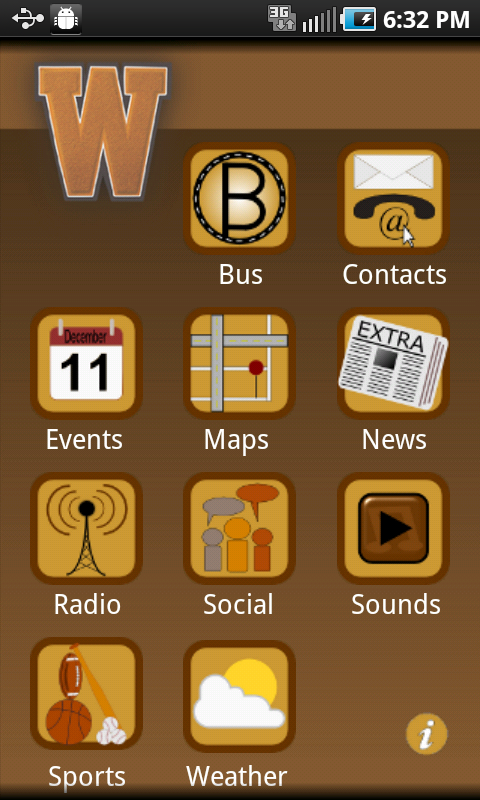 3G 6:32 PM
W
B
@
Bus Contacts
December
11
EXTRA
Events Maps News
Radio Social Sounds
i
Sports Weather